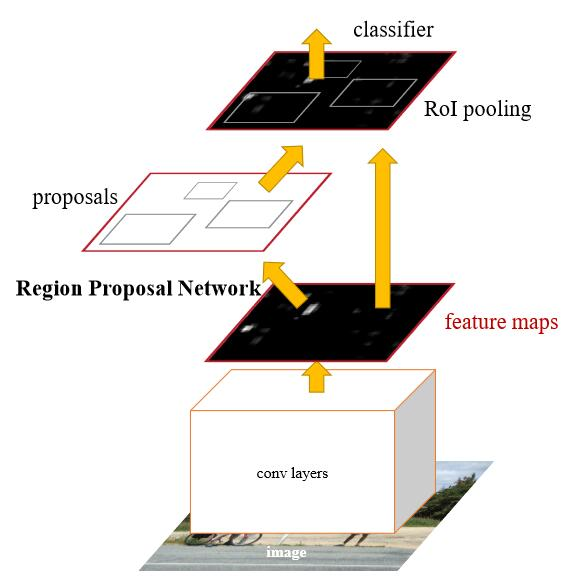 classifier
RoI pooling
proposals
Region Proposal Network
feature maps
conv layers
image